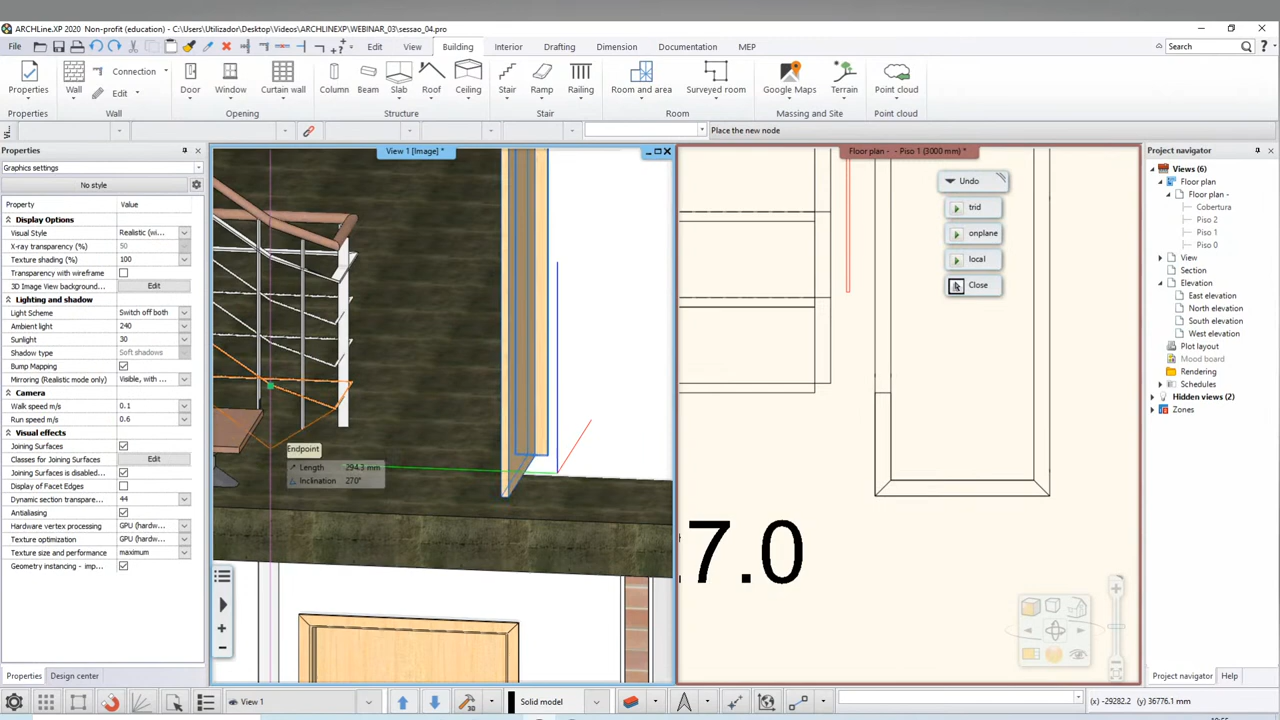 ARCHLine.XP 2020 Non-profit (education) - C:\Users\Utilizador\Desktop\Videos\ARCHLINEXP\WEBINAR_03\sessao_04.pro
File Edit View Building Interior Drafting Dimension Documentation MEP Search
Properties Wall Connection Edit Door Window Curtain wall Column Beam Slab Roof Ceiling Stair Ramp Railing Room and area Surveyed room Google Maps Terrain Point cloud
Properties Wall Opening Structure Stair Room Massing and Site Point cloud
Place the new node
Properties
Graphics settings
No style
Property Value
Display Options
Visual Style Realistic (wi...
X-ray transparency (%) 50
Texture shading (%) 100
Transparency with wireframe
3D Image View background... Edit
Lighting and shadow
Light Scheme Switch off both
Ambient light 240
Sunlight 30
Shadow type Soft shadows
Bump Mapping
Mirroring (Realistic mode only) Visible, with ...
Camera
Walk speed m/s 0.1
Run speed m/s 0.6
Visual effects
Joining Surfaces
Classes for Joining Surfaces Edit
Joining Surfaces is disabled...
Display of Facet Edges
Dynamic section transpare... 44
Antialiasing
Hardware vertex processing GPU (hardw...
Texture optimization GPU (hardw...
Texture size and performance maximum
Geometry instancing - imp...
Properties Design center
View 1 [Image] *
Endpoint
Length 294.3 mm
Inclination 270°
Floor plan - - Piso 1 (3000 mm) *
Undo
trid
onplane
local
Close
7.0
Project navigator
Views (6)
Floor plan
Floor plan -
Cobertura
Piso 2
Piso 1
Piso 0
View
Section
Elevation
East elevation
North elevation
South elevation
West elevation
Plot layout
Mood board
Rendering
Schedules
Hidden views (2)
Zones
Project navigator Help
View 1 30 Solid model (x) -29282.2 (y) 36776.1 mm